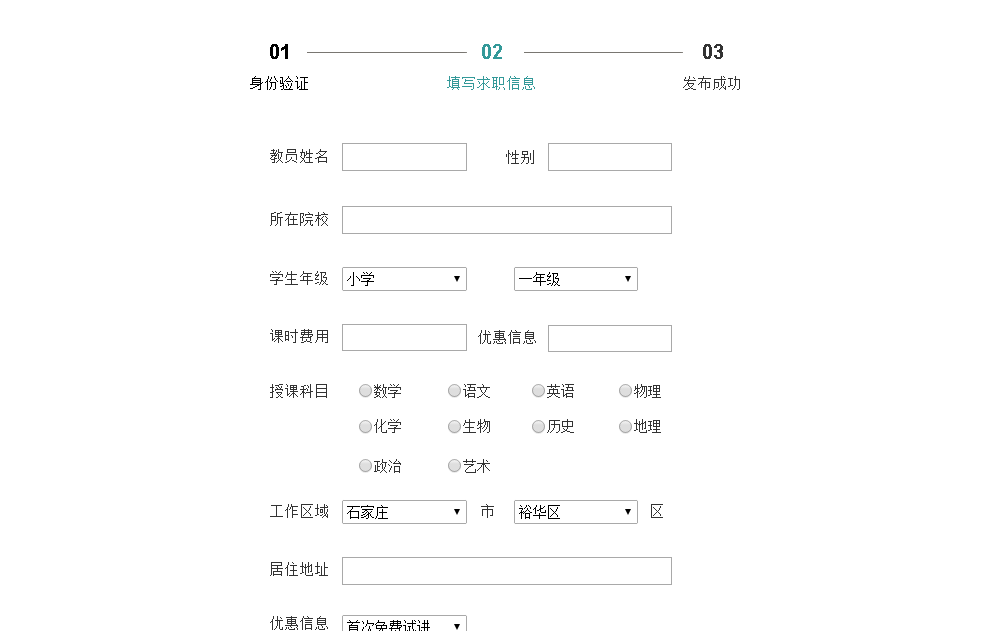 01 02 03
身份验证 填写求职信息 发布成功
教员姓名 性别
所在院校
学生年级 小学 一年级
课时费用 优惠信息
授课科目 数学 语文 英语 物理
化学 生物 历史 地理
政治 艺术
工作区域 石家庄 市 裕华区 区
居住地址
优惠信息 首次免费试讲